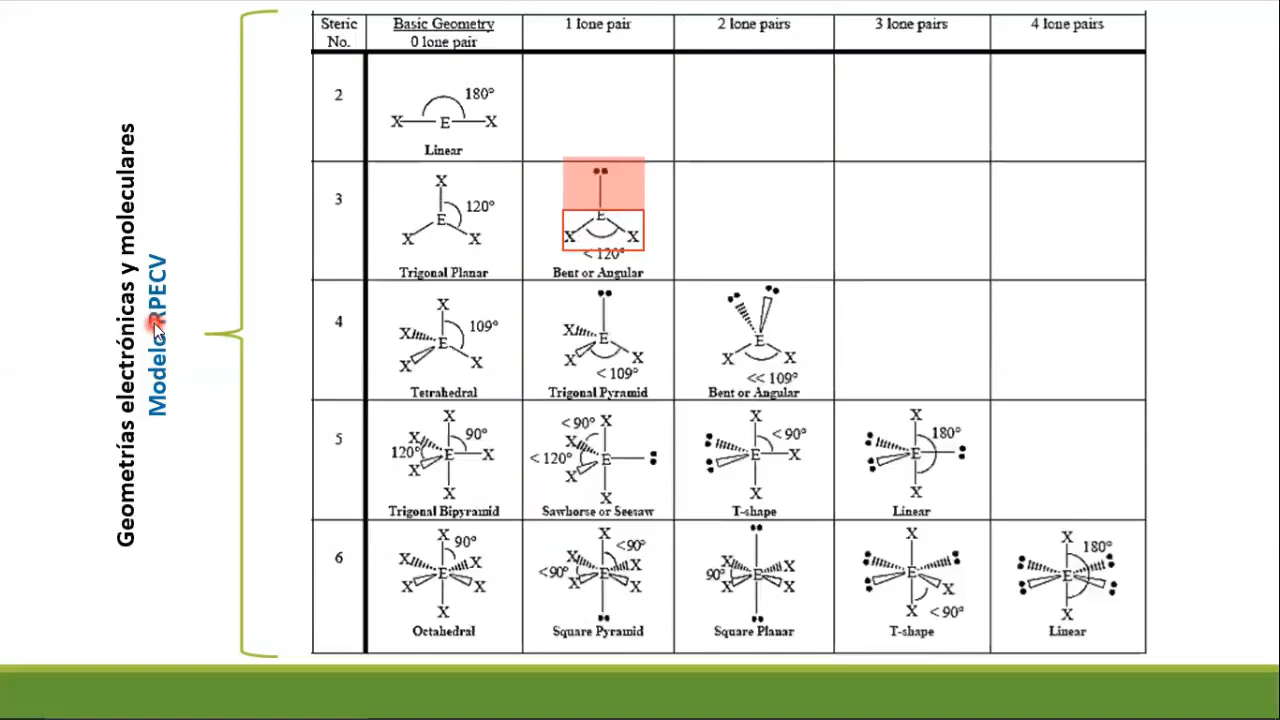 Geometrías electrónicas y moleculares
Modelo RPECV
Steric No.
Basic Geometry 0 lone pair
1 lone pair
2 lone pairs
3 lone pairs
4 lone pairs
2
180°
X E X
Linear
3
X
120°
E
X X
Trigonal Planar
E
X X
< 120°
Bent or Angular
4
X
109°
X
E
X X
Tetrahedral
X
E
X X
< 109°
Trigonal Pyramid
E
X X
<< 109°
Bent or Angular
5
X
90°
X
120° E X
X
X
Trigonal Bipyramid
< 90° X
X
< 120° E
X
X
Sawhorse or Seesaw
X
< 90°
E X
X
T-shape
X
180°
E
X
Linear
6
X
90°
X X
E
X X
X
Octahedral
X
<90°
X X
<90° E
X X
Square Pyramid
X X
90° E
X X
Square Planar
X
E
X
X < 90°
T-shape
X
180°
E
X
Linear